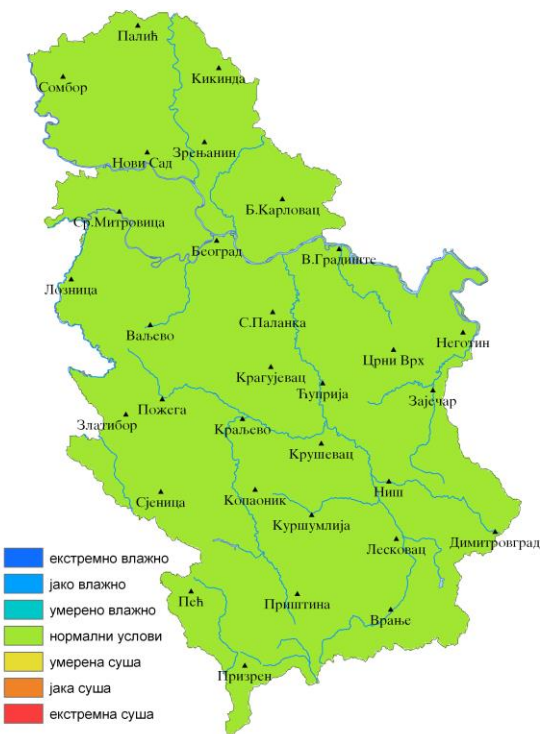 Палић
Кикинда
Сомбор
Зрењанин
Нови Сад
Б.Карловац
Ср.Митровица
Београд
В.Градиште
Лозница
С.Паланка
Ваљево
Неготин
Црни Врх
Крагујевац
Ћуприја
Зајечар
Пожега
Златибор
Краљево
Крушевац
Ниш
Сјеница
Копаоник
Куршумлија
Димитровград
Лесковац
екстремно влажно
јако влажно
умерено влажно
нормални услови
умерена суша
јака суша
екстремна суша
Пећ
Приштина
Врање
Призрен